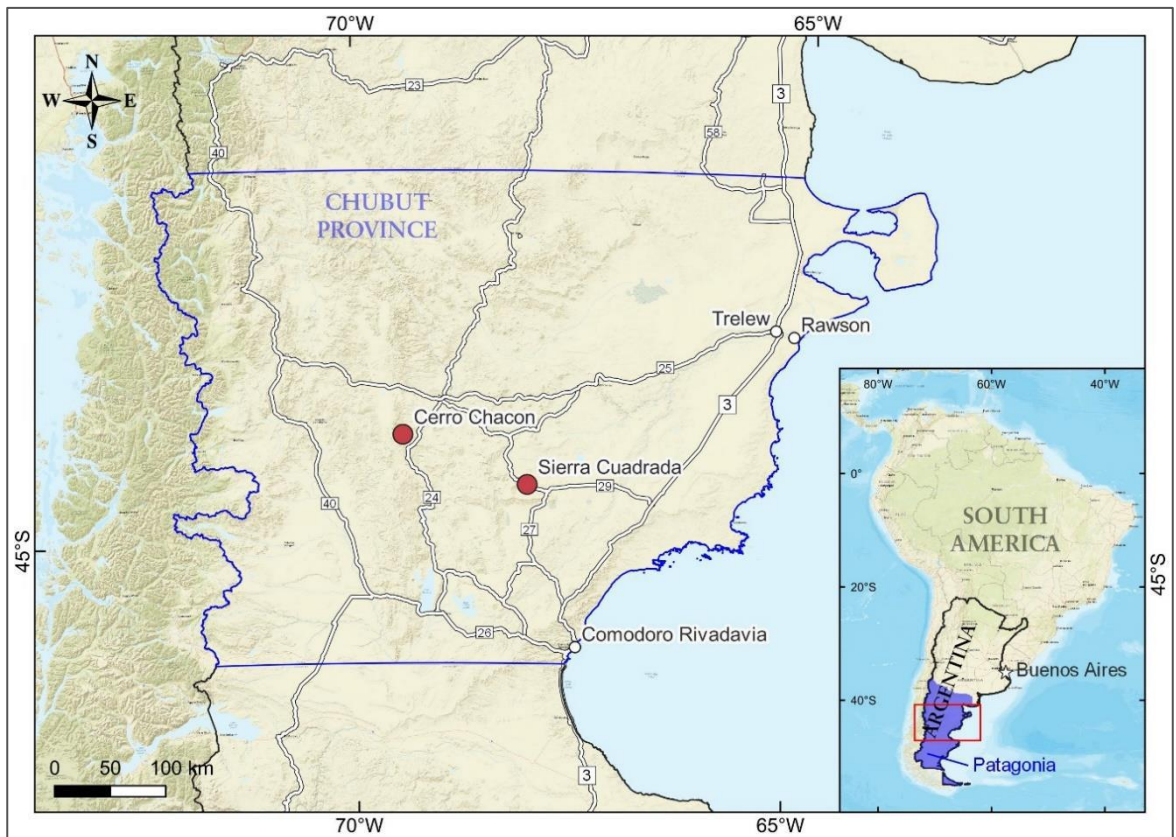 70°W
65°W
N
W
E
S
23
3
58
40
CHUBUT
PROVINCE
Trelew
Rawson
25
3
Cerro Chacon
Sierra Cuadrada
29
24
40
27
45°S
26
Comodoro Rivadavia
3
0 50 100 km
70°W
65°W
45°S
80°W
60°W
40°W
0°
SOUTH
AMERICA
20°S
ARGENTINA
Buenos Aires
40°S
Patagonia